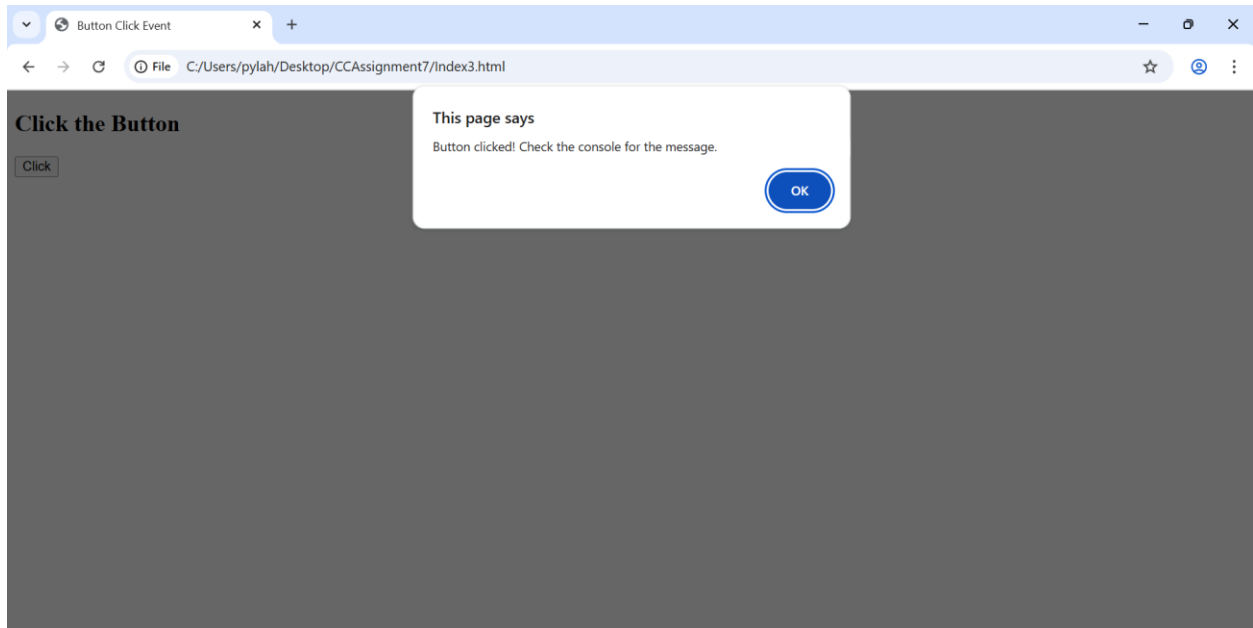 Button Click Event
File C:/Users/pylah/Desktop/CCAssignment7/Index3.html
This page says
Button clicked! Check the console for the message.
OK
Click the Button
Click